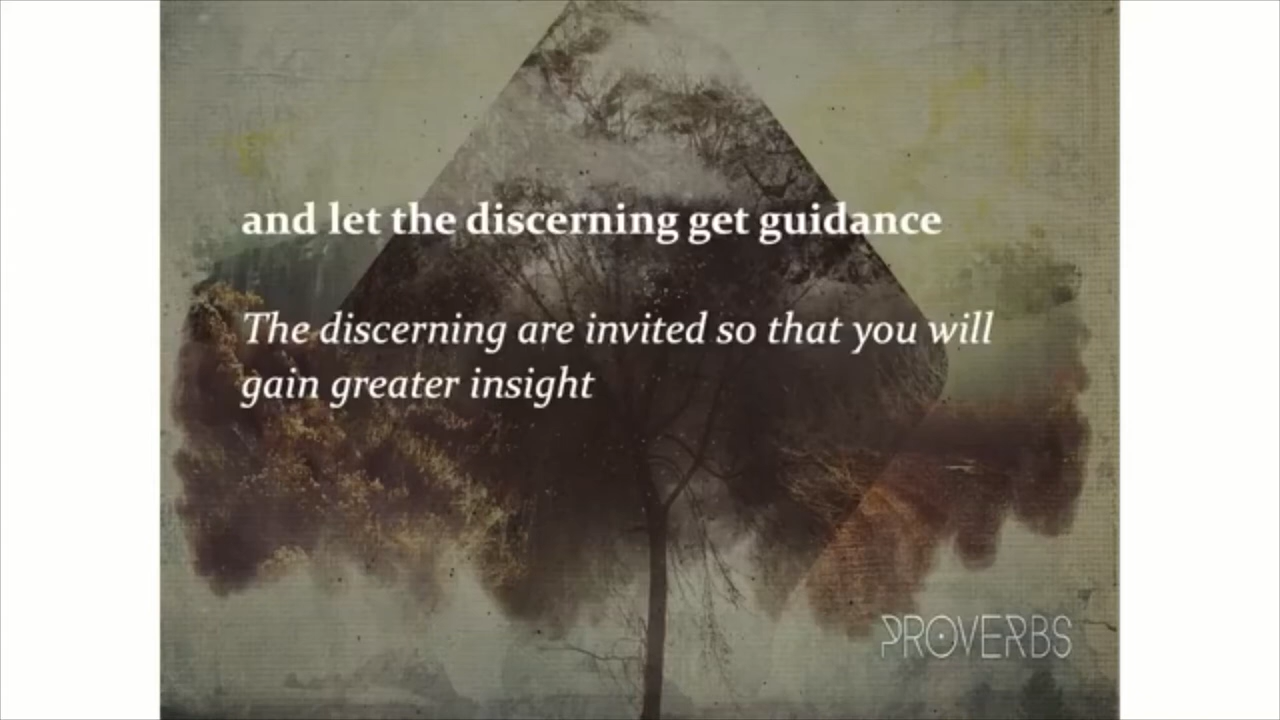 and let the discerning get guidance
The discerning are invited so that you will
gain greater insight
PROVERBS